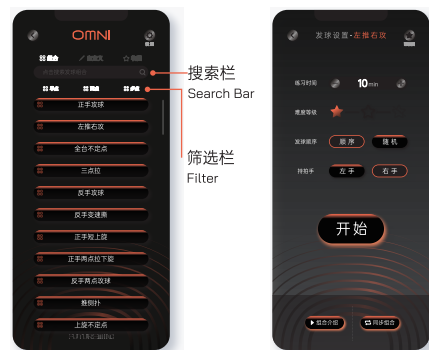 OMNI
搜索栏
Search Bar
筛选栏
Filter
正手攻球
左推右攻
全台不定点
三点拉
反手攻球
反手变速撕
正手短上旋
正手两点拉下旋
反手两点攻球
推侧扑
上旋不定点
发球设置-左推右攻
练习时间
10min
难度等级
发球顺序
顺序
随机
持拍手
左手
右手
开始
组合介绍
同步组合